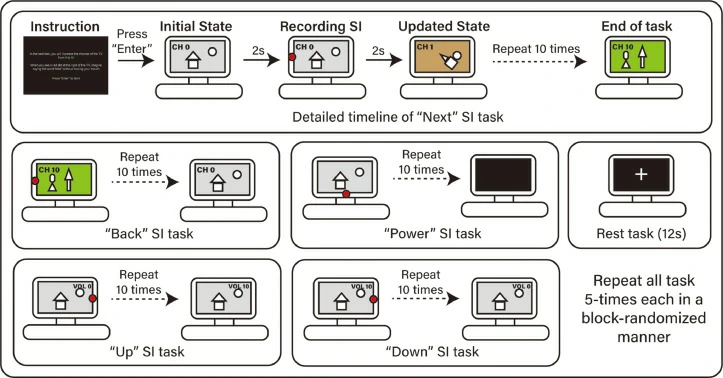 Instruction
Press
"Enter"
Initial State
CH 0
2s
Recording SI
CH 0
2s
Updated State
CH 1
Repeat 10 times
End of task
CH 10
Detailed timeline of "Next" SI task
CH 10
Repeat
10 times
CH 0
"Back" SI task
Repeat
10 times
"Power" SI task
Rest task (12s)
VOL 0
Repeat
10 times
VOL 10
"Up" SI task
VOL 10
Repeat
10 times
VOL 0
"Down" SI task
Repeat all task
5-times each in a
block-randomized
manner